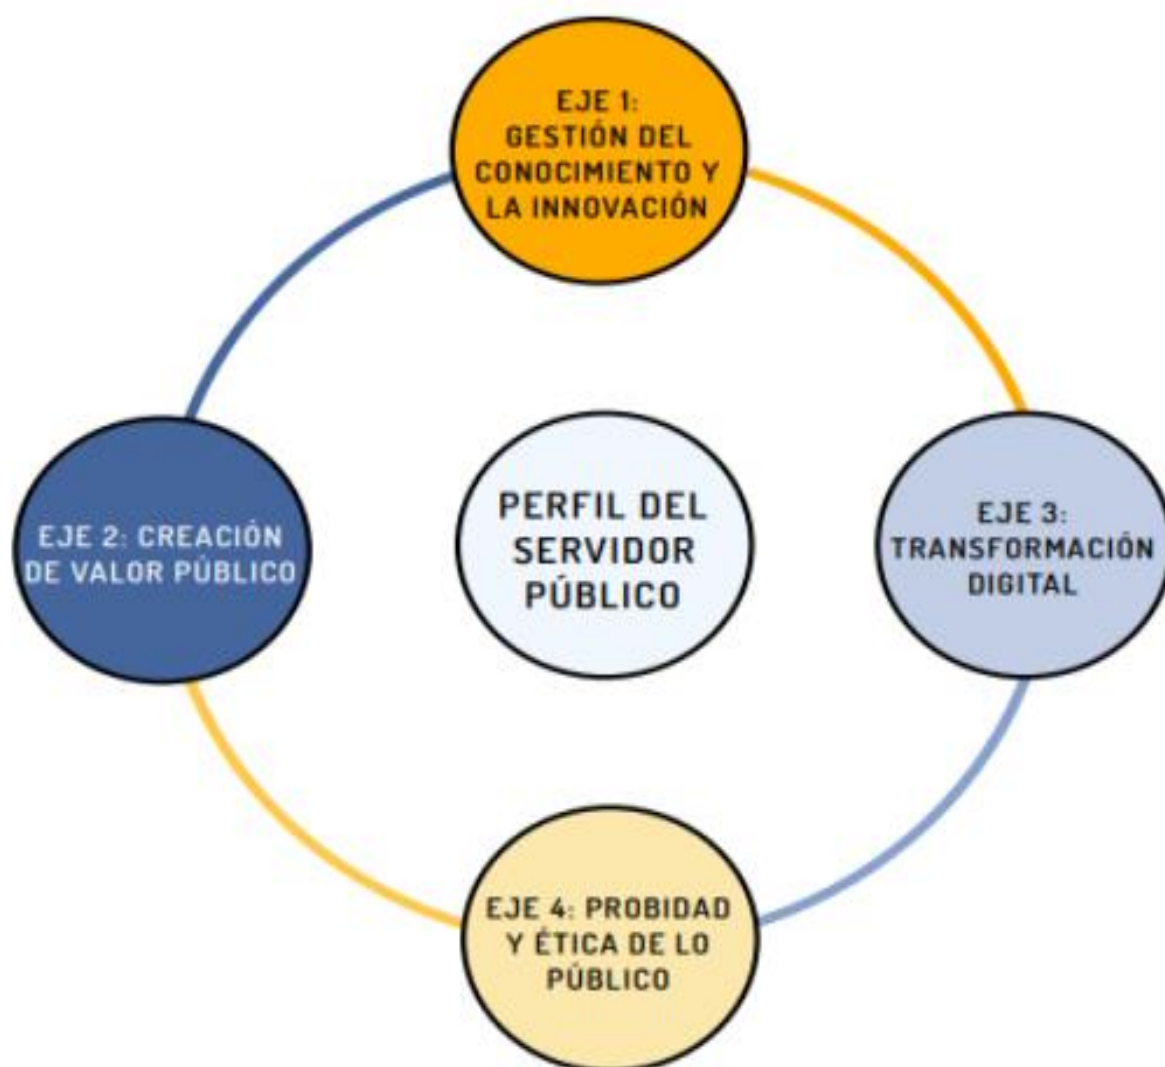 EJE 1:
GESTIÓN DEL
CONOCIMIENTO Y
LA INNOVACIÓN
EJE 2: CREACIÓN
DE VALOR PÚBLICO
PERFIL DEL
SERVIDOR
PÚBLICO
EJE 3:
TRANSFORMACIÓN
DIGITAL
EJE 4: PROBIDAD
Y ÉTICA DE LO
PÚBLICO